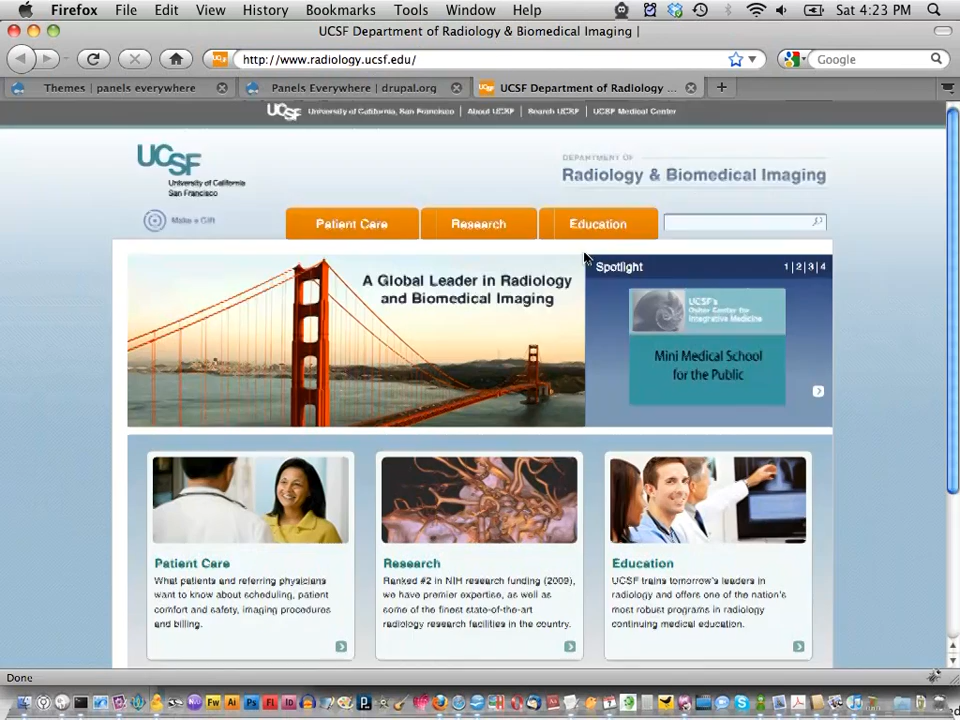 Firefox File Edit View History Bookmarks Tools Window Help Sat 4:23 PM
UCSF Department of Radiology & Biomedical Imaging |
http://www.radiology.ucsf.edu/ Google
Themes | panels everywhere Panels Everywhere | drupal.org UCSF Department of Radiology ...
UCSF University of California, San Francisco | About UCSF | Search UCSF | UCSF Medical Center
UCSF
University of California
San Francisco
DEPARTMENT OF
Radiology & Biomedical Imaging
Make a Gift
Patient Care Research Education
A Global Leader in Radiology
and Biomedical Imaging
Spotlight 1|2|3|4
UCSF's
Osher Center for
Integrative Medicine
Mini Medical School
for the Public
Patient Care
What patients and referring physicians
want to know about scheduling, patient
comfort and safety, imaging procedures
and billing.
Research
Ranked #2 in NIH research funding (2009),
we have premier expertise, as well as
some of the finest state-of-the-art
radiology research facilities in the country.
Education
UCSF trains tomorrow's leaders in
radiology and offers one of the nation's
most robust programs in radiology
continuing medical education.
Done
Fw Ai Ps Fl Id